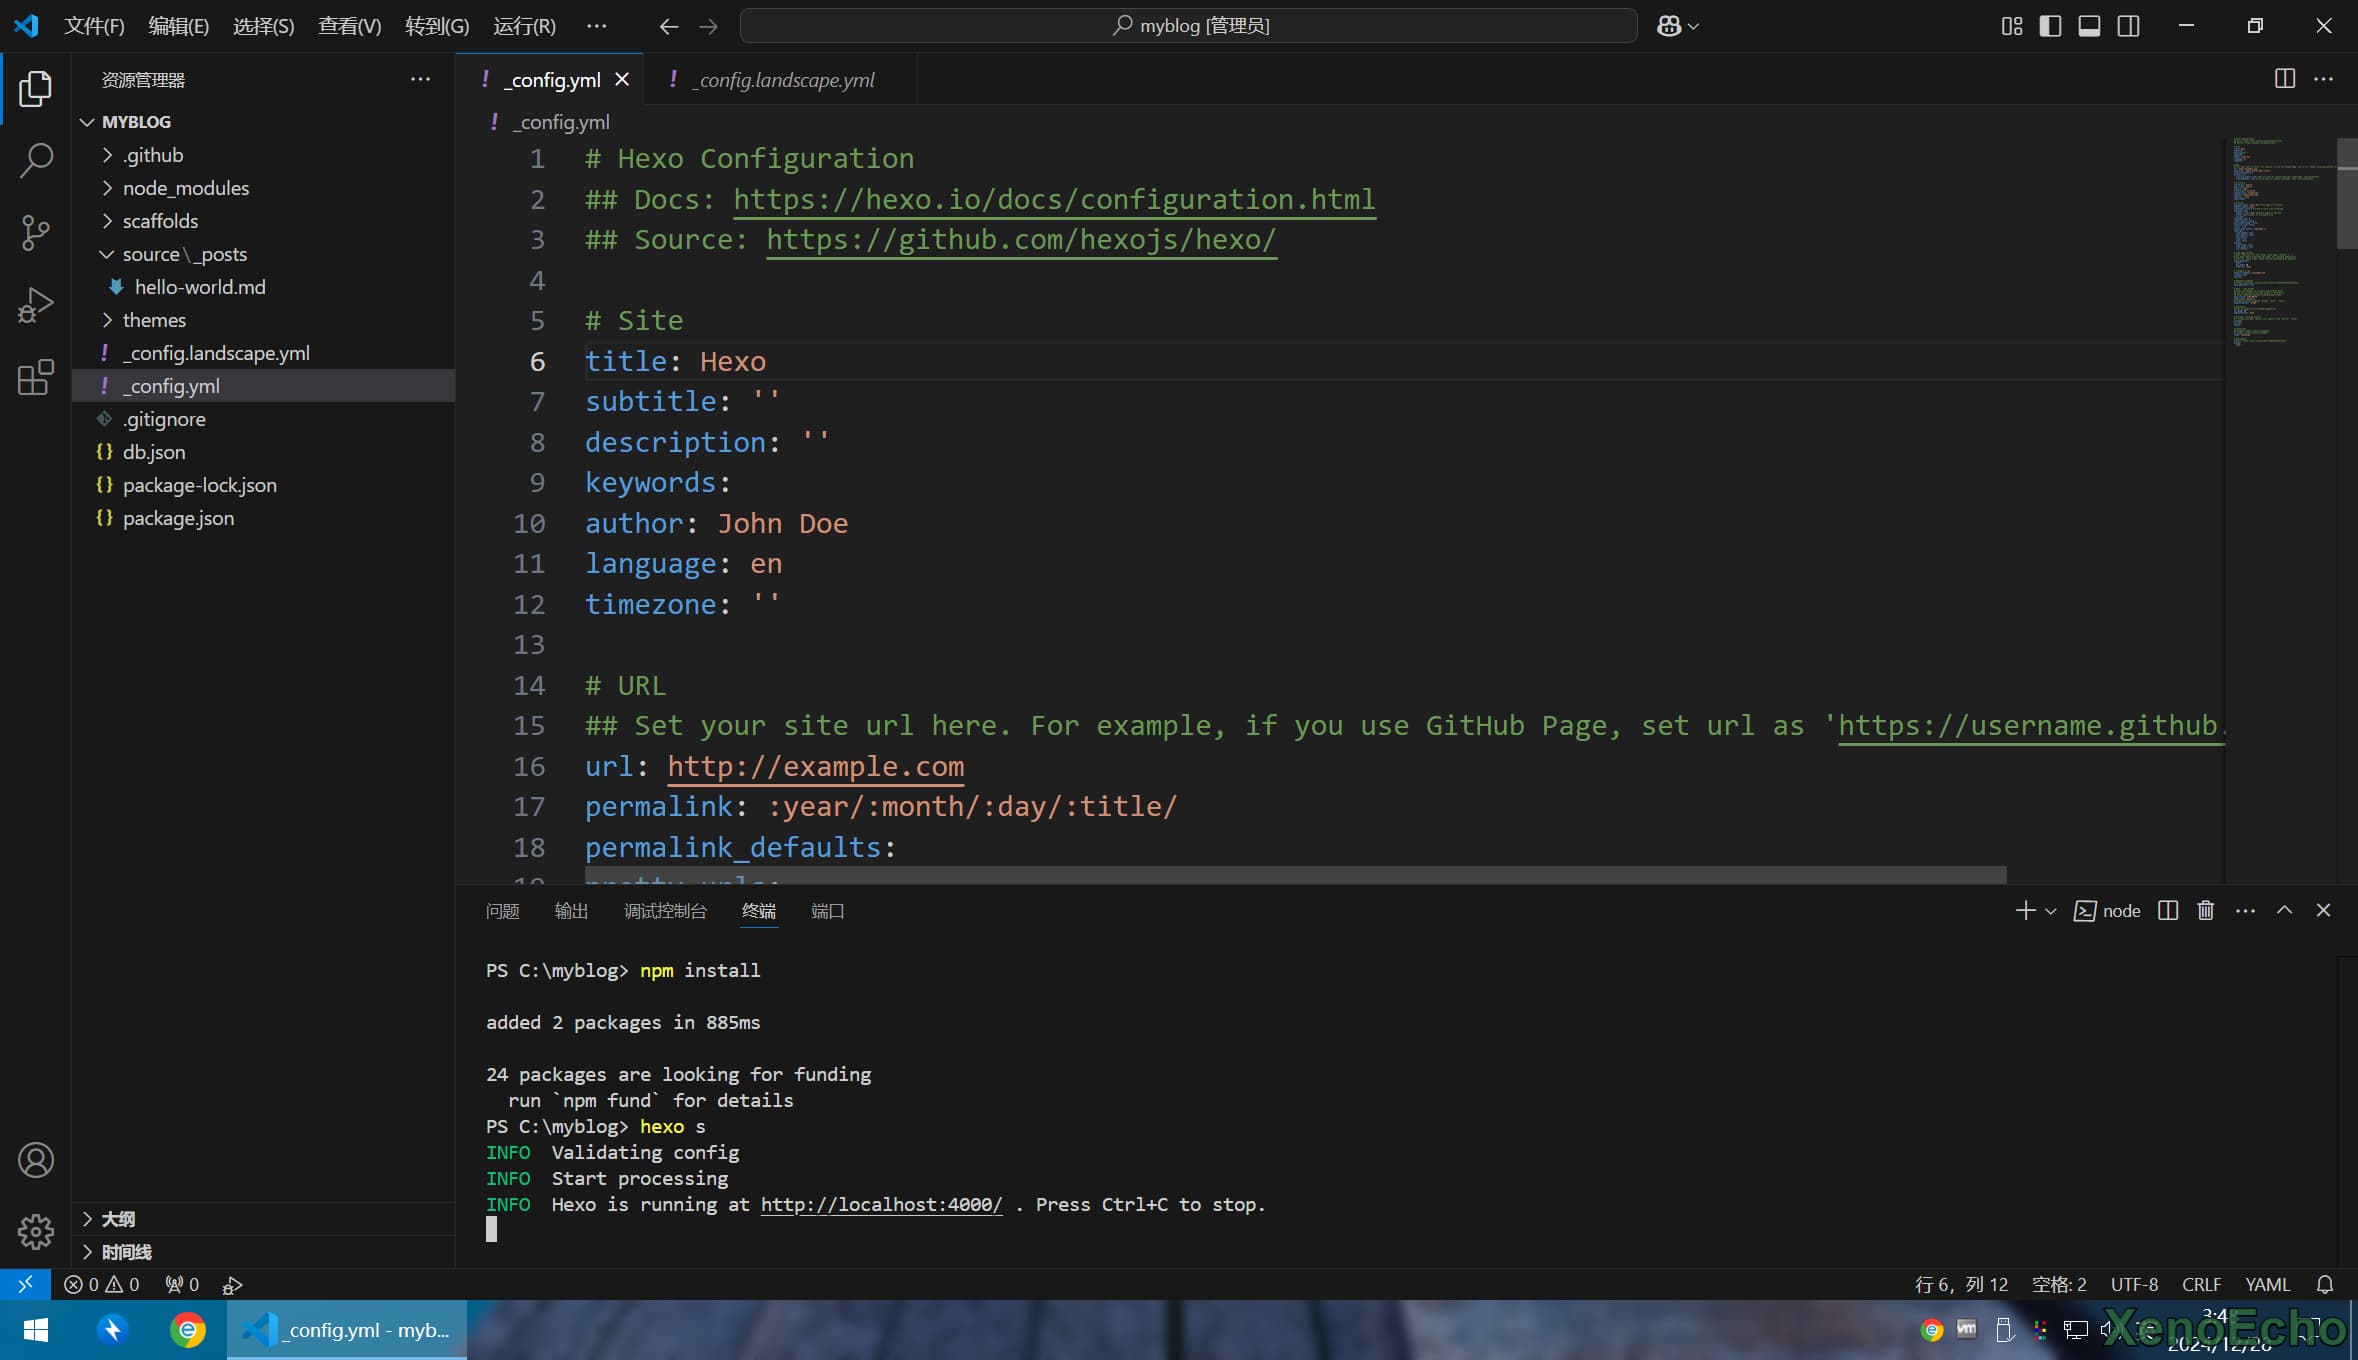 文件(F) 编辑(E) 选择(S) 查看(V) 转到(G) 运行(R) ··· myblog [管理员]
资源管理器 ···
MYBLOG
.github
node_modules
scaffolds
source\_posts
hello-world.md
themes
! _config.landscape.yml
! _config.yml
.gitignore
{} db.json
{} package-lock.json
{} package.json
大纲
时间线
! _config.yml ! _config.landscape.yml
! _config.yml
1 # Hexo Configuration
2 ## Docs: https://hexo.io/docs/configuration.html
3 ## Source: https://github.com/hexojs/hexo/
4
5 # Site
6 title: Hexo
7 subtitle: ''
8 description: ''
9 keywords:
10 author: John Doe
11 language: en
12 timezone: ''
13
14 # URL
15 ## Set your site url here. For example, if you use GitHub Page, set url as 'https://username.github.
16 url: http://example.com
17 permalink: :year/:month/:day/:title/
18 permalink_defaults:
19 pretty_urls:
问题 输出 调试控制台 终端 端口 node
PS C:\myblog> npm install
added 2 packages in 885ms
24 packages are looking for funding
run `npm fund` for details
PS C:\myblog> hexo s
INFO Validating config
INFO Start processing
INFO Hexo is running at http://localhost:4000/ . Press Ctrl+C to stop.
0 0 0 行 6，列 12 空格: 2 UTF-8 CRLF YAML
_config.yml - myb...
XenoEcho
2024/12/28